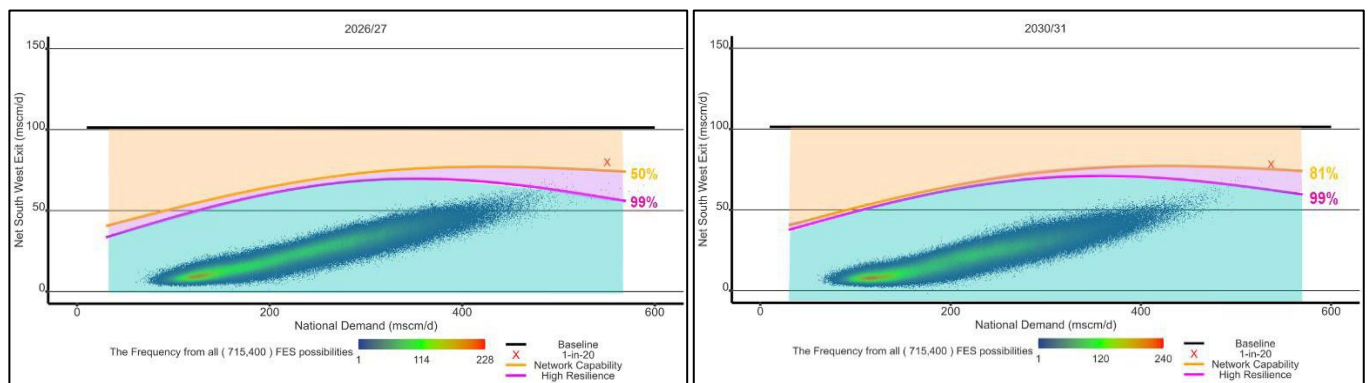 2026/27
150
100
50
0
Net South West Exit (mscm/d)
X
50%
99%
0 200 400 600
National Demand (mscm/d)
The Frequency from all ( 715,400 ) FES possibilities
1 114 228
Baseline
X 1-in-20
Network Capability
High Resilience
2030/31
150
100
50
0
Net South West Exit (mscm/d)
X
81%
99%
0 200 400 600
National Demand (mscm/d)
The Frequency from all ( 715,400 ) FES possibilities
1 120 240
Baseline
X 1-in-20
Network Capability
High Resilience